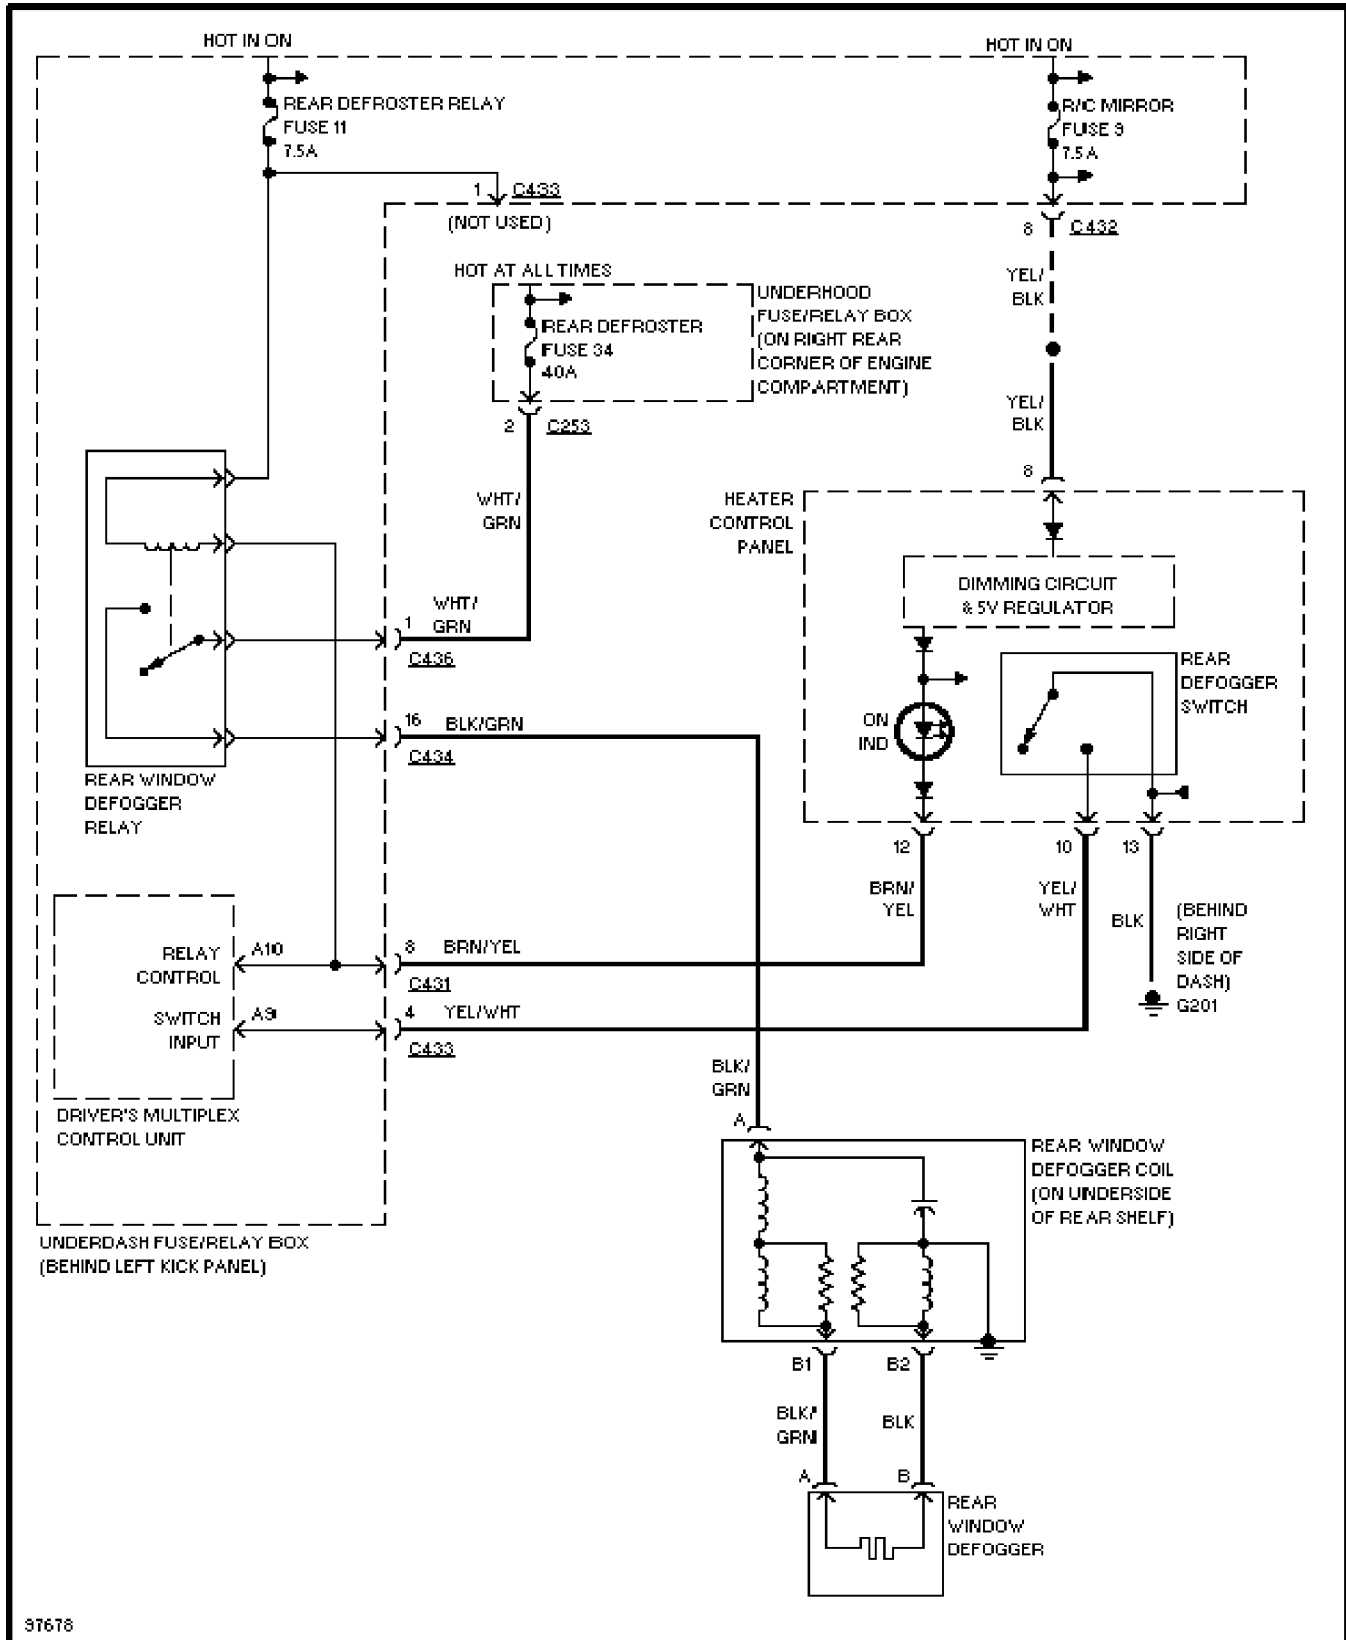 HOT IN ON
HOT IN ON
REAR DEFROSTER RELAY
FUSE 11
7.5A
R/C MIRROR
FUSE 9
7.5A
1 C433
(NOT USED)
8 C432
HOT AT ALL TIMES
REAR DEFROSTER
FUSE 34
40A
UNDERHOOD
FUSE/RELAY BOX
(ON RIGHT REAR
CORNER OF ENGINE
COMPARTMENT)
2 C253
YEL/
BLK
YEL/
BLK
8
WHT/
GRN
HEATER
CONTROL
PANEL
DIMMING CIRCUIT
& 5V REGULATOR
WHT/
GRN
1
C436
REAR
DEFOGGER
SWITCH
ON
IND
16 BLK/GRN
C434
REAR WINDOW
DEFOGGER
RELAY
12
10
13
BRN/
YEL
YEL/
WHT
BLK
(BEHIND
RIGHT
SIDE OF
DASH)
G201
RELAY
CONTROL
A10
8 BRN/YEL
C431
SWITCH
INPUT
A9
4 YEL/WHT
C433
DRIVER'S MULTIPLEX
CONTROL UNIT
BLK/
GRN
A
REAR WINDOW
DEFOGGER COIL
(ON UNDERSIDE
OF REAR SHELF)
UNDERDASH FUSE/RELAY BOX
(BEHIND LEFT KICK PANEL)
B1
B2
BLK/
GRN
BLK
A
B
REAR
WINDOW
DEFOGGER
97678